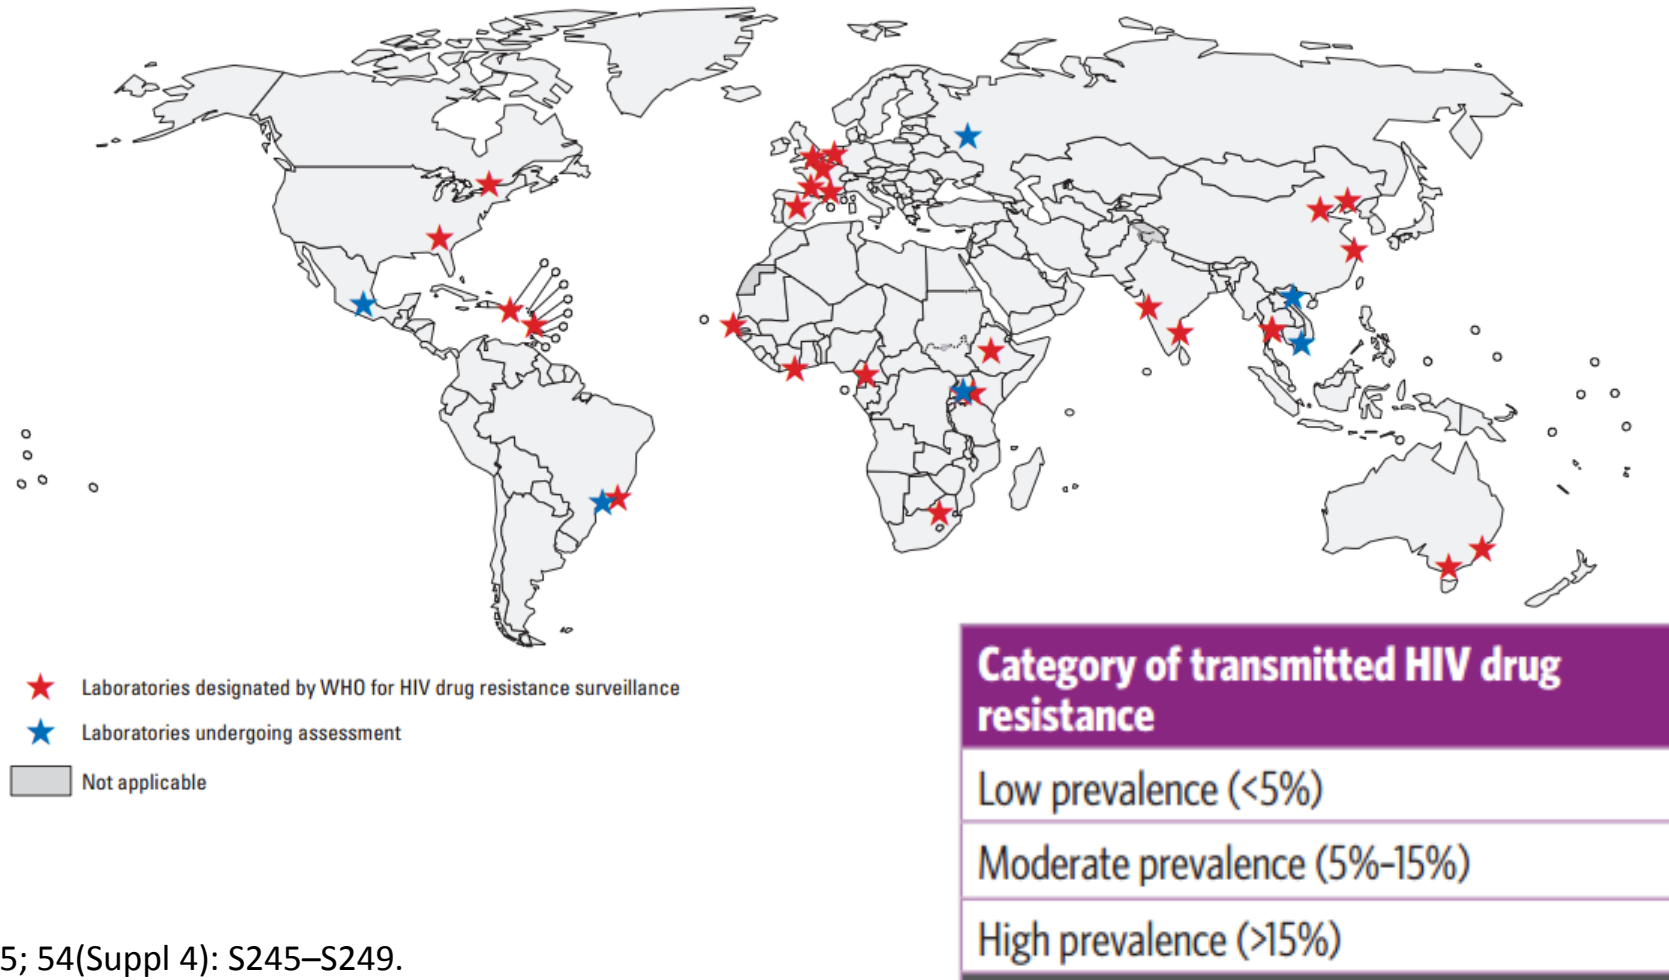 Laboratories designated by WHO for HIV drug resistance surveillance
Laboratories undergoing assessment
Not applicable
Category of transmitted HIV drug
resistance
Low prevalence (<5%)
Moderate prevalence (5%–15%)
High prevalence (>15%)
5; 54(Suppl 4): S245–S249.